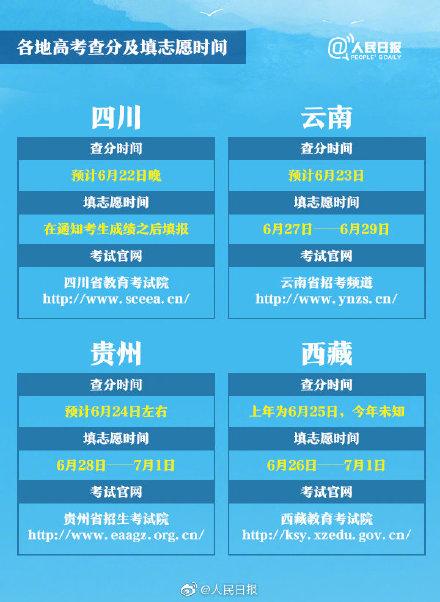 各地高考查分及填志愿时间
@人民日报
PEOPLE'S DAILY
四川
查分时间
预计6月22日晚
填志愿时间
在通知考生成绩之后填报
考试官网
四川省教育考试院
http://www.sceea.cn/
云南
查分时间
预计6月23日
填志愿时间
6月27日——6月29日
考试官网
云南省招考频道
http://www.ynzs.cn/
贵州
查分时间
预计6月24日左右
填志愿时间
6月28日——7月1日
考试官网
贵州省招生考试院
http://www.eaagz.org.cn/
西藏
查分时间
上年为6月25日，今年未知
填志愿时间
6月26日——7月1日
考试官网
西藏教育考试院
http://ksy.xzedu.gov.cn/
@人民日报